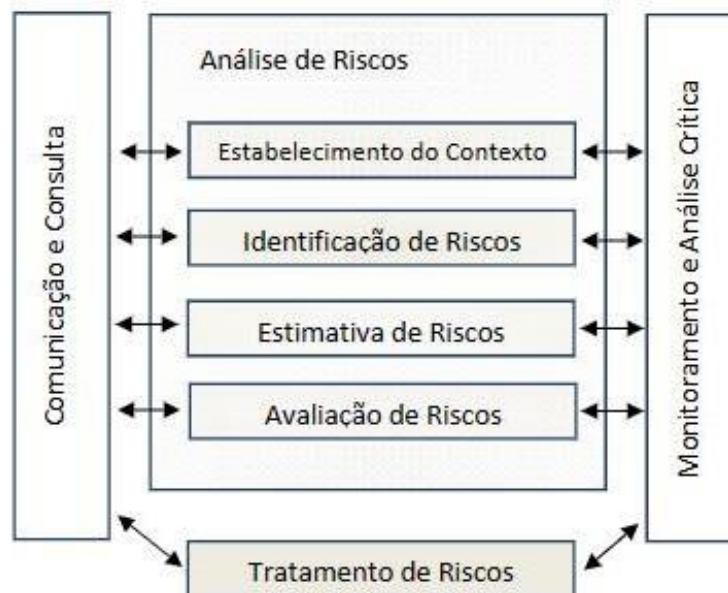 Comunicação e Consulta
Análise de Riscos
Estabelecimento do Contexto
Identificação de Riscos
Estimativa de Riscos
Avaliação de Riscos
Tratamento de Riscos
Monitoramento e Análise Crítica